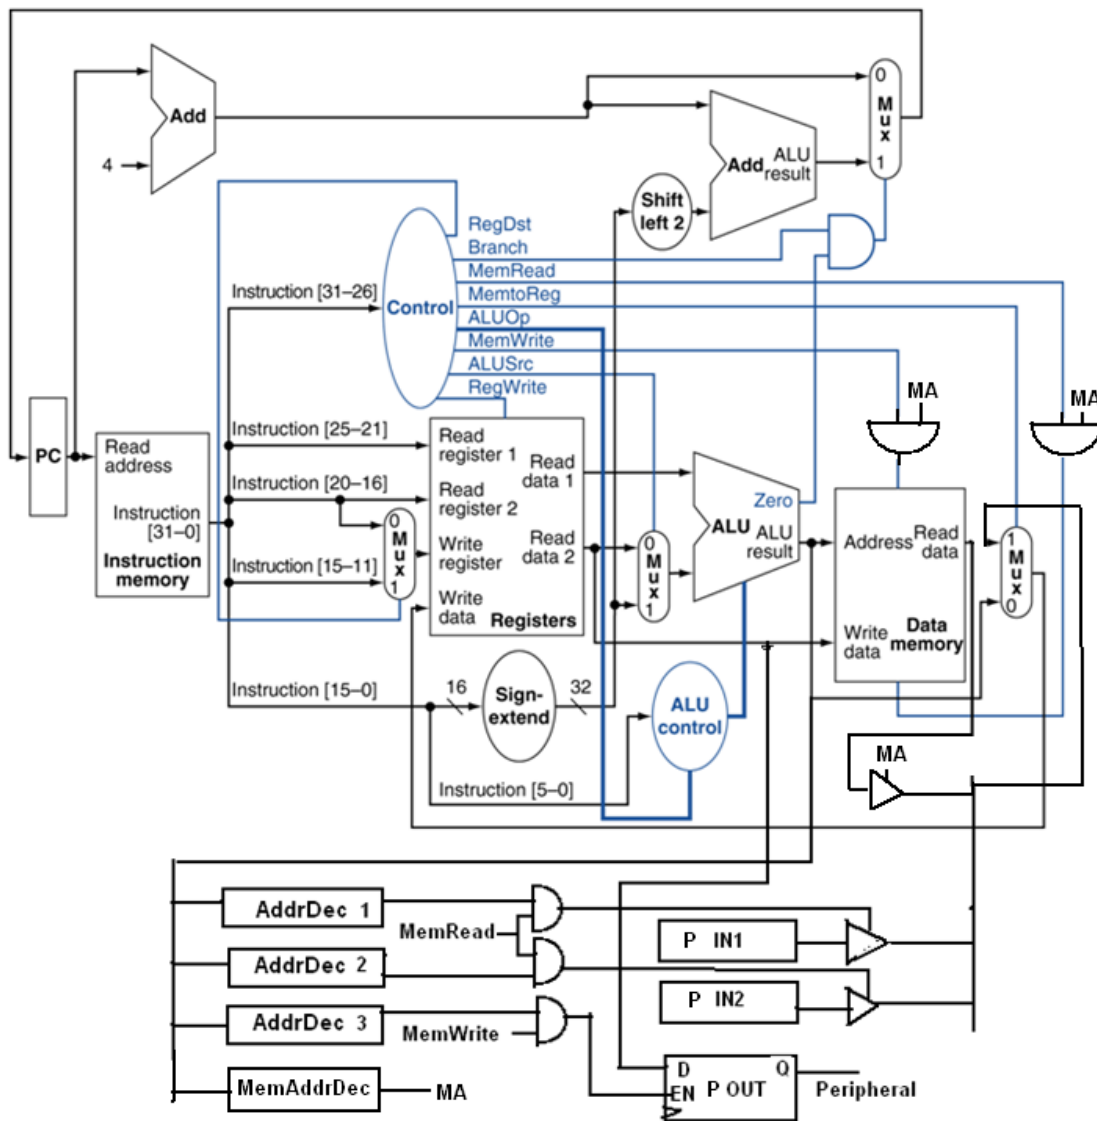 0
Mux
1
Add
4
Add
ALU
result
Shift
left 2
RegDst
Branch
MemRead
MemtoReg
ALUOp
MemWrite
ALUSrc
RegWrite
Control
Instruction [31–26]
MA
MA
PC
Read
address
Instruction
[31–0]
Instruction
memory
Instruction [25–21]
Instruction [20–16]
Instruction [15–11]
0
Mux
1
Read
register 1
Read
register 2
Write
register
Write
data
Read
data 1
Read
data 2
Registers
0
Mux
1
Zero
ALU
ALU
result
Address
Read
data
Write
data
Data
memory
1
Mux
0
Instruction [15–0]
16
Sign-
extend
32
ALU
control
Instruction [5–0]
MA
AddrDec 1
MemRead
AddrDec 2
AddrDec 3
MemWrite
MemAddrDec
MA
P IN1
P IN2
D
Q
EN
P OUT
Peripheral